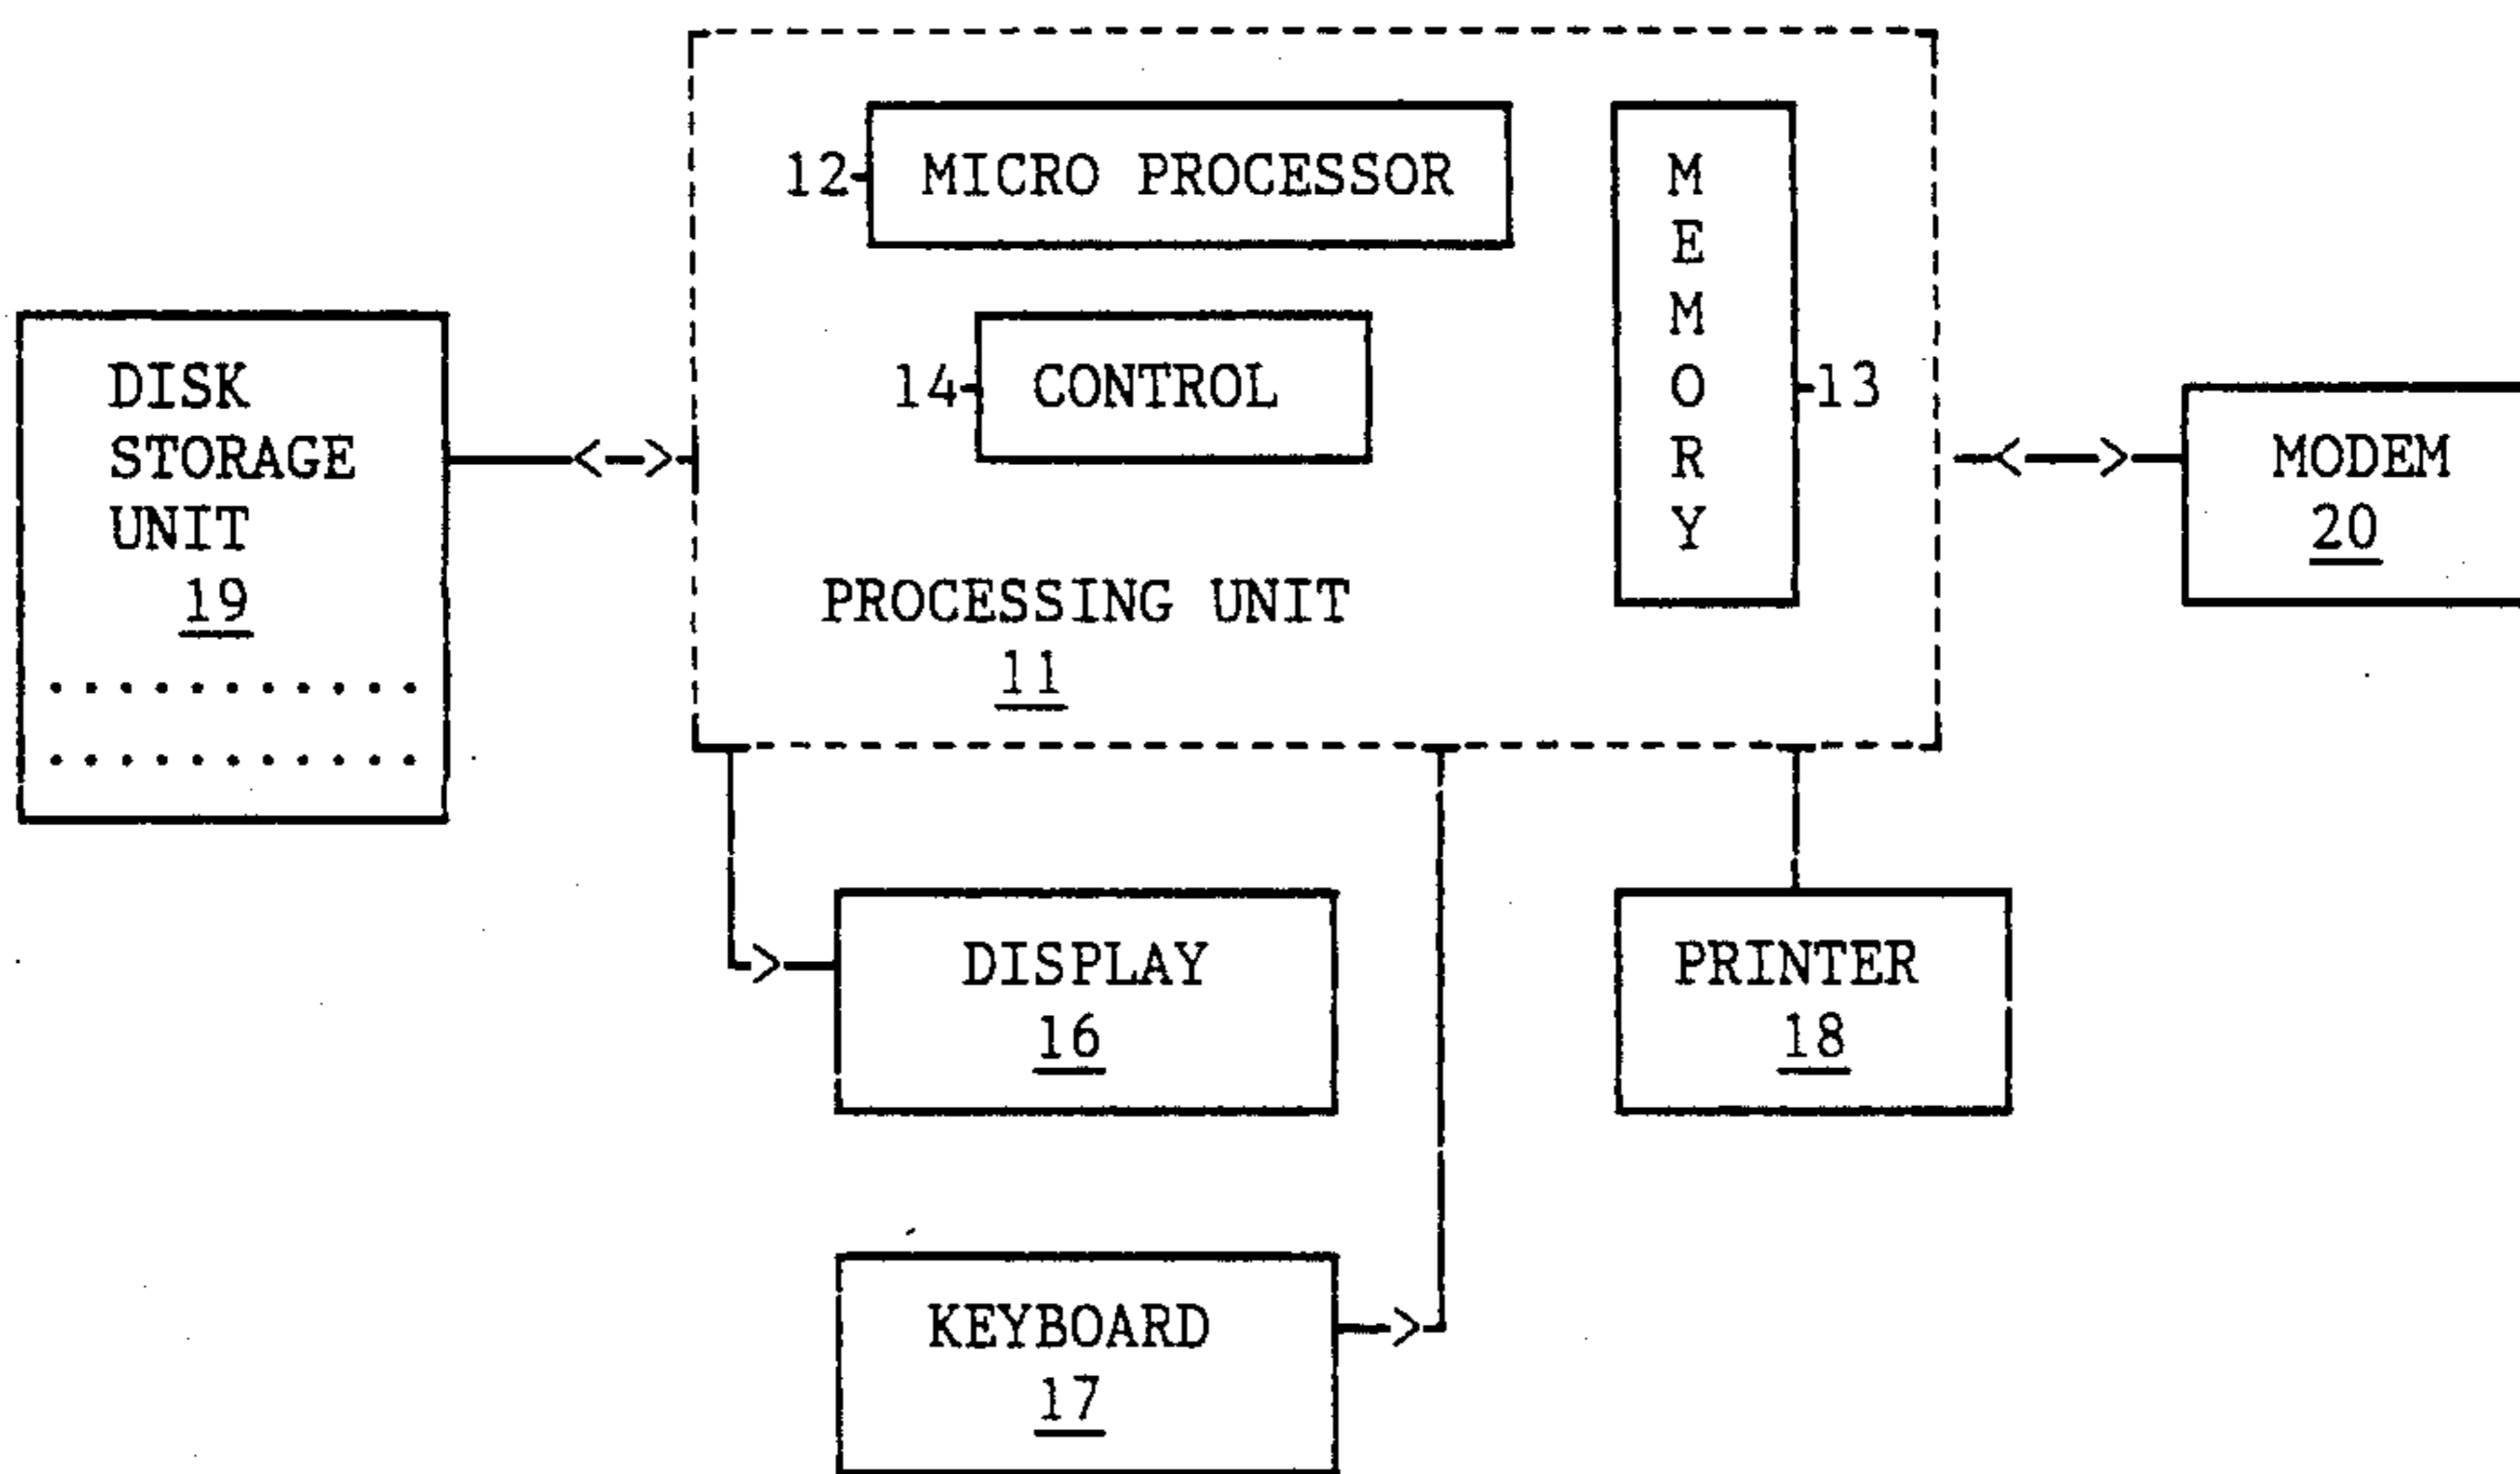 12 MICRO PROCESSOR
14 CONTROL
MEMORY
13
PROCESSING UNIT
11
DISK
STORAGE
UNIT
19
MODEM
20
DISPLAY
16
PRINTER
18
KEYBOARD
17